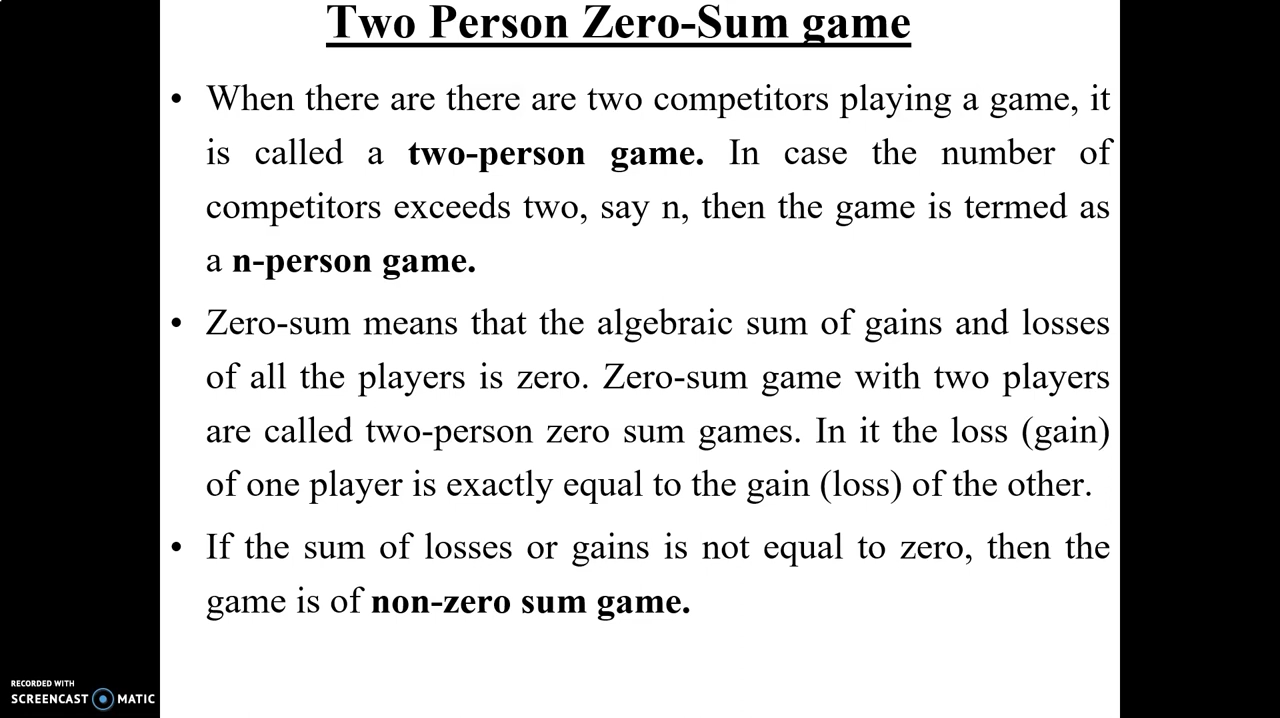 Two Person Zero-Sum game
• When there are there are two competitors playing a game, it
is called a two-person game. In case the number of
competitors exceeds two, say n, then the game is termed as
a n-person game.
• Zero-sum means that the algebraic sum of gains and losses
of all the players is zero. Zero-sum game with two players
are called two-person zero sum games. In it the loss (gain)
of one player is exactly equal to the gain (loss) of the other.
• If the sum of losses or gains is not equal to zero, then the
game is of non-zero sum game.
RECORDED WITH
SCREENCAST MATIC